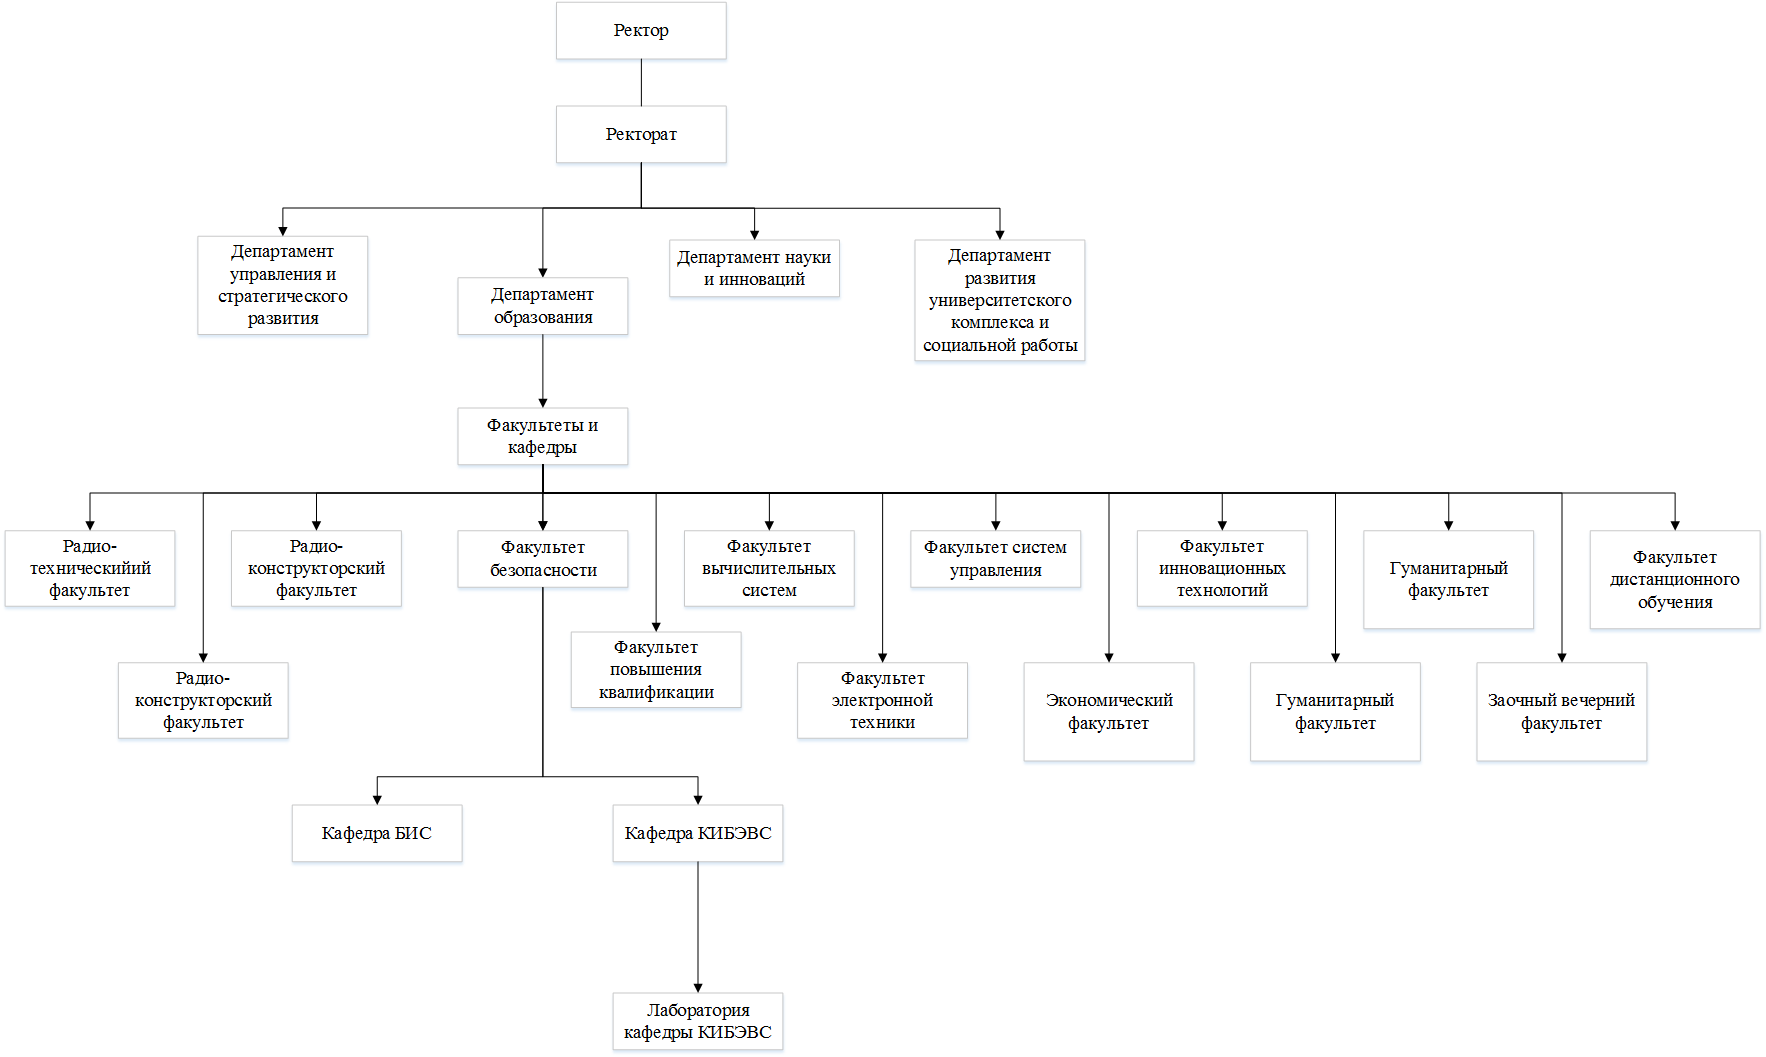 Ректор
Ректорат
Департамент
управления и
стратегического
развития
Департамент
образования
Департамент науки
и инноваций
Департамент
развития
университетского
комплекса и
социальной работы
Факультеты и
кафедры
Радио-
техничесикийй
факультет
Радио-
конструкторский
факультет
Факультет
безопасности
Факультет
вычислительных
систем
Факультет систем
управления
Факультет
инновационных
технологий
Гуманитарный
факультет
Факультет
дистанционного
обучения
Радио-
конструкторский
факультет
Факультет
повышения
квалификации
Факультет
электронной
техники
Экономический
факультет
Гуманитарный
факультет
Заочный вечерний
факультет
Кафедра БИС
Кафедра КИБЭВС
Лаборатория
кафедры КИБЭВС